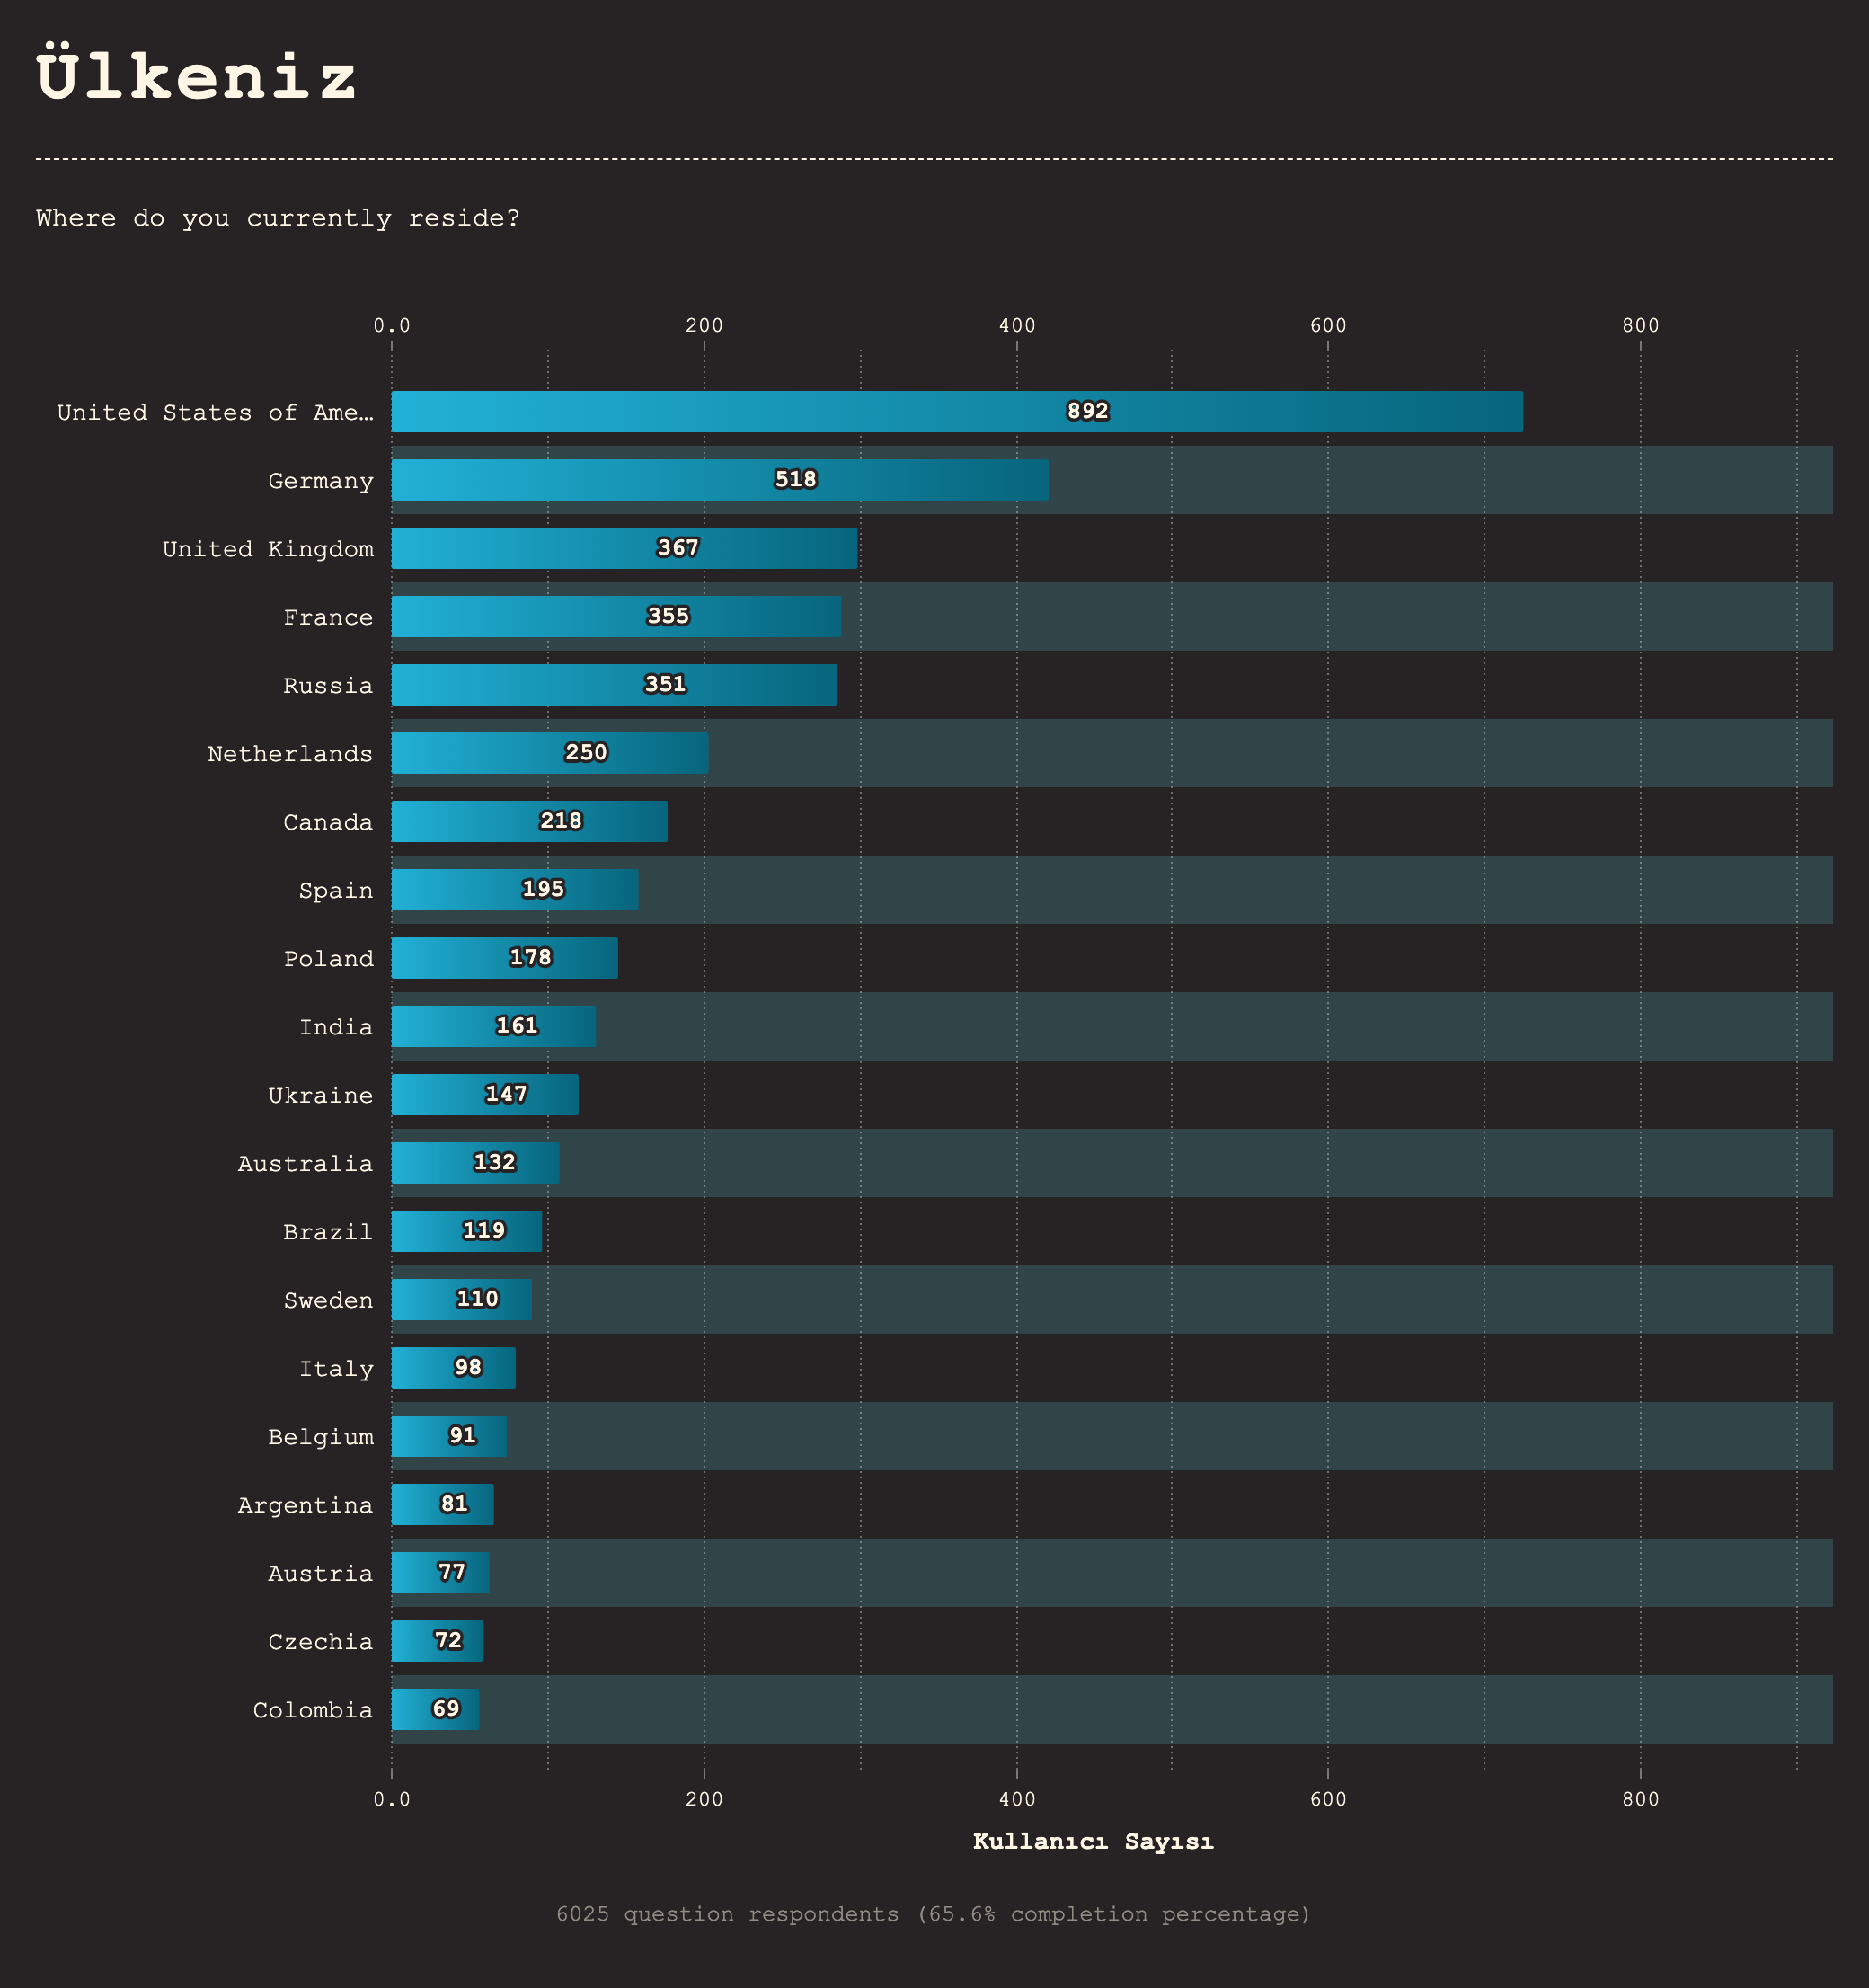 Ülkeniz
Where do you currently reside?
0.0 200 400 600 800
United States of Ame… 892
Germany 518
United Kingdom 367
France 355
Russia 351
Netherlands 250
Canada 218
Spain 195
Poland 178
India 161
Ukraine 147
Australia 132
Brazil 119
Sweden 110
Italy 98
Belgium 91
Argentina 81
Austria 77
Czechia 72
Colombia 69
0.0 200 400 600 800
Kullanıcı Sayısı
6025 question respondents (65.6% completion percentage)